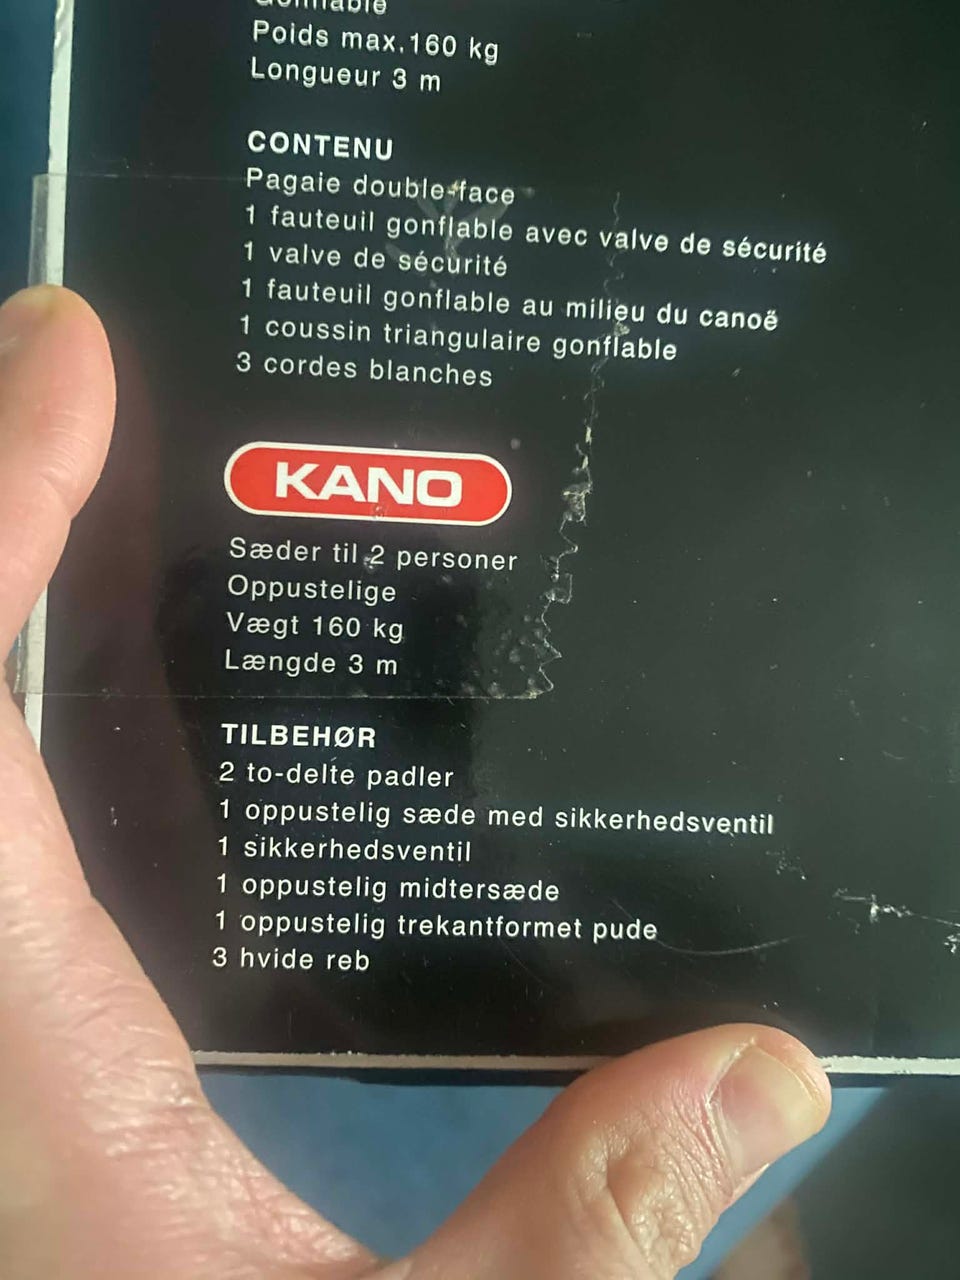 Gonflable
Poids max.160 kg
Longueur 3 m
CONTENU
Pagaie double-face
1 fauteuil gonflable avec valve de sécurité
1 valve de sécurité
1 fauteuil gonflable au milieu du canoë
1 coussin triangulaire gonflable
3 cordes blanches
KANO
Sæder til 2 personer
Oppustelige
Vægt 160 kg
Længde 3 m
TILBEHØR
2 to-delte padler
1 oppustelig sæde med sikkerhedsventil
1 sikkerhedsventil
1 oppustelig midtersæde
1 oppustelig trekantformet pude
3 hvide reb